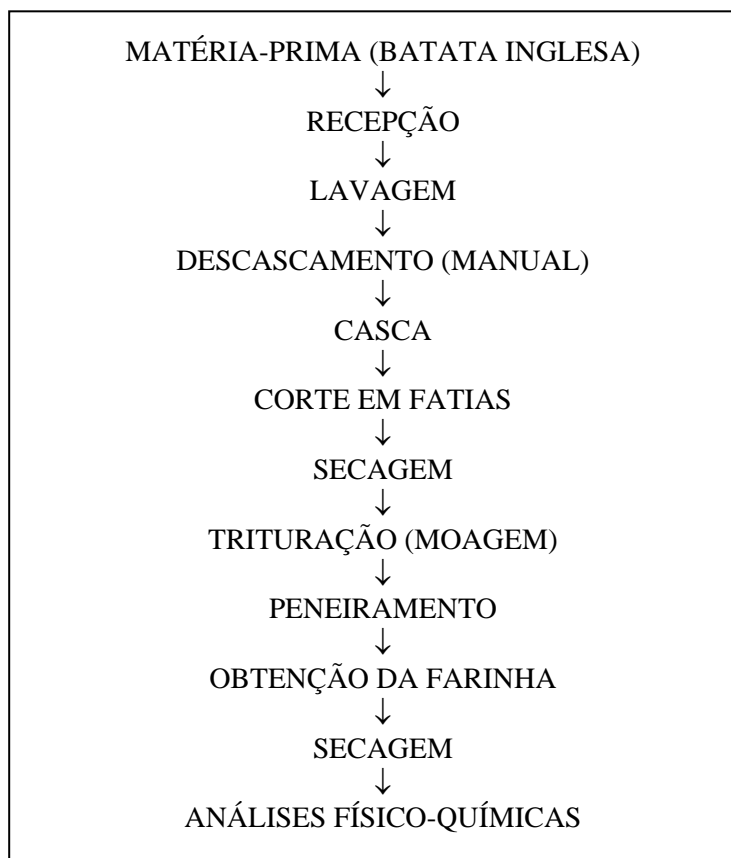 MATÉRIA-PRIMA (BATATA INGLESA)
↓
RECEPÇÃO
↓
LAVAGEM
↓
DESCASCAMENTO (MANUAL)
↓
CASCA
↓
CORTE EM FATIAS
↓
SECAGEM
↓
TRITURAÇÃO (MOAGEM)
↓
PENEIRAMENTO
↓
OBTENÇÃO DA FARINHA
↓
SECAGEM
↓
ANÁLISES FÍSICO-QUÍMICAS